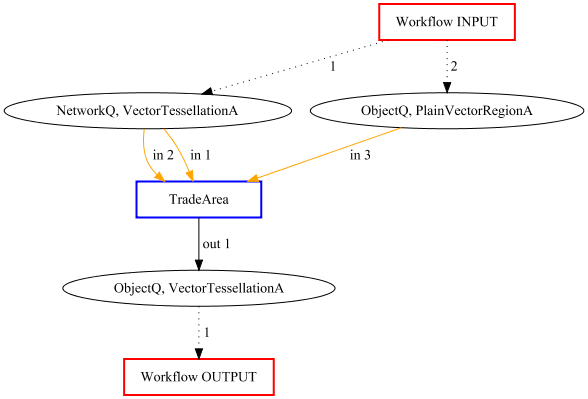 Workflow INPUT
1
2
NetworkQ, VectorTessellationA
ObjectQ, PlainVectorRegionA
in 2
in 1
in 3
TradeArea
out 1
ObjectQ, VectorTessellationA
1
Workflow OUTPUT